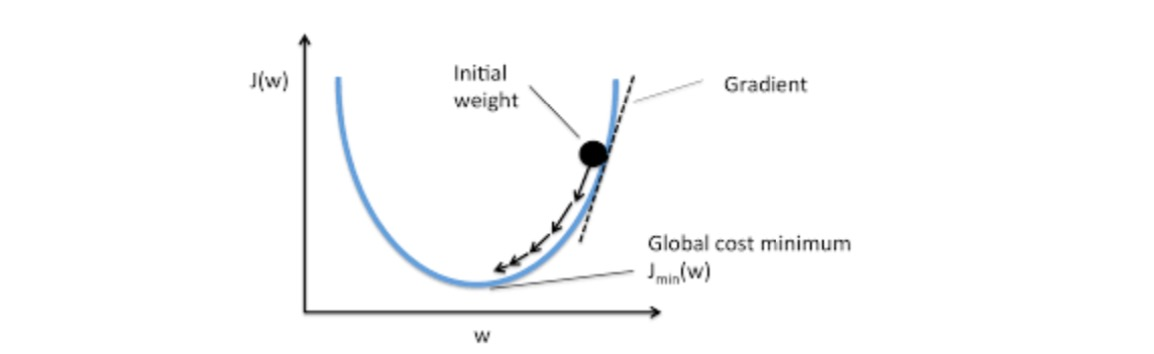 J(w)
Initial
weight
Gradient
Global cost minimum
Jmin(w)
w